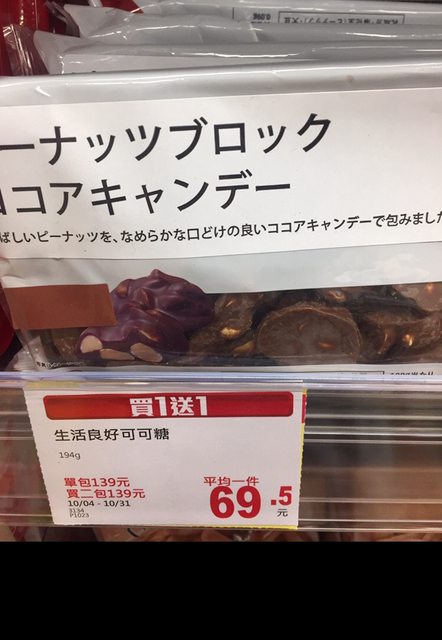 ーナッツブロック
ココアキャンデー
ばしいピーナッツを、なめらかな口どけの良いココアキャンデーで包みました
買1送1
生活良好可可糖
194g
單包139元
買二包139元
10/04 - 10/31
3134
P1023
平均一件
69.5
元